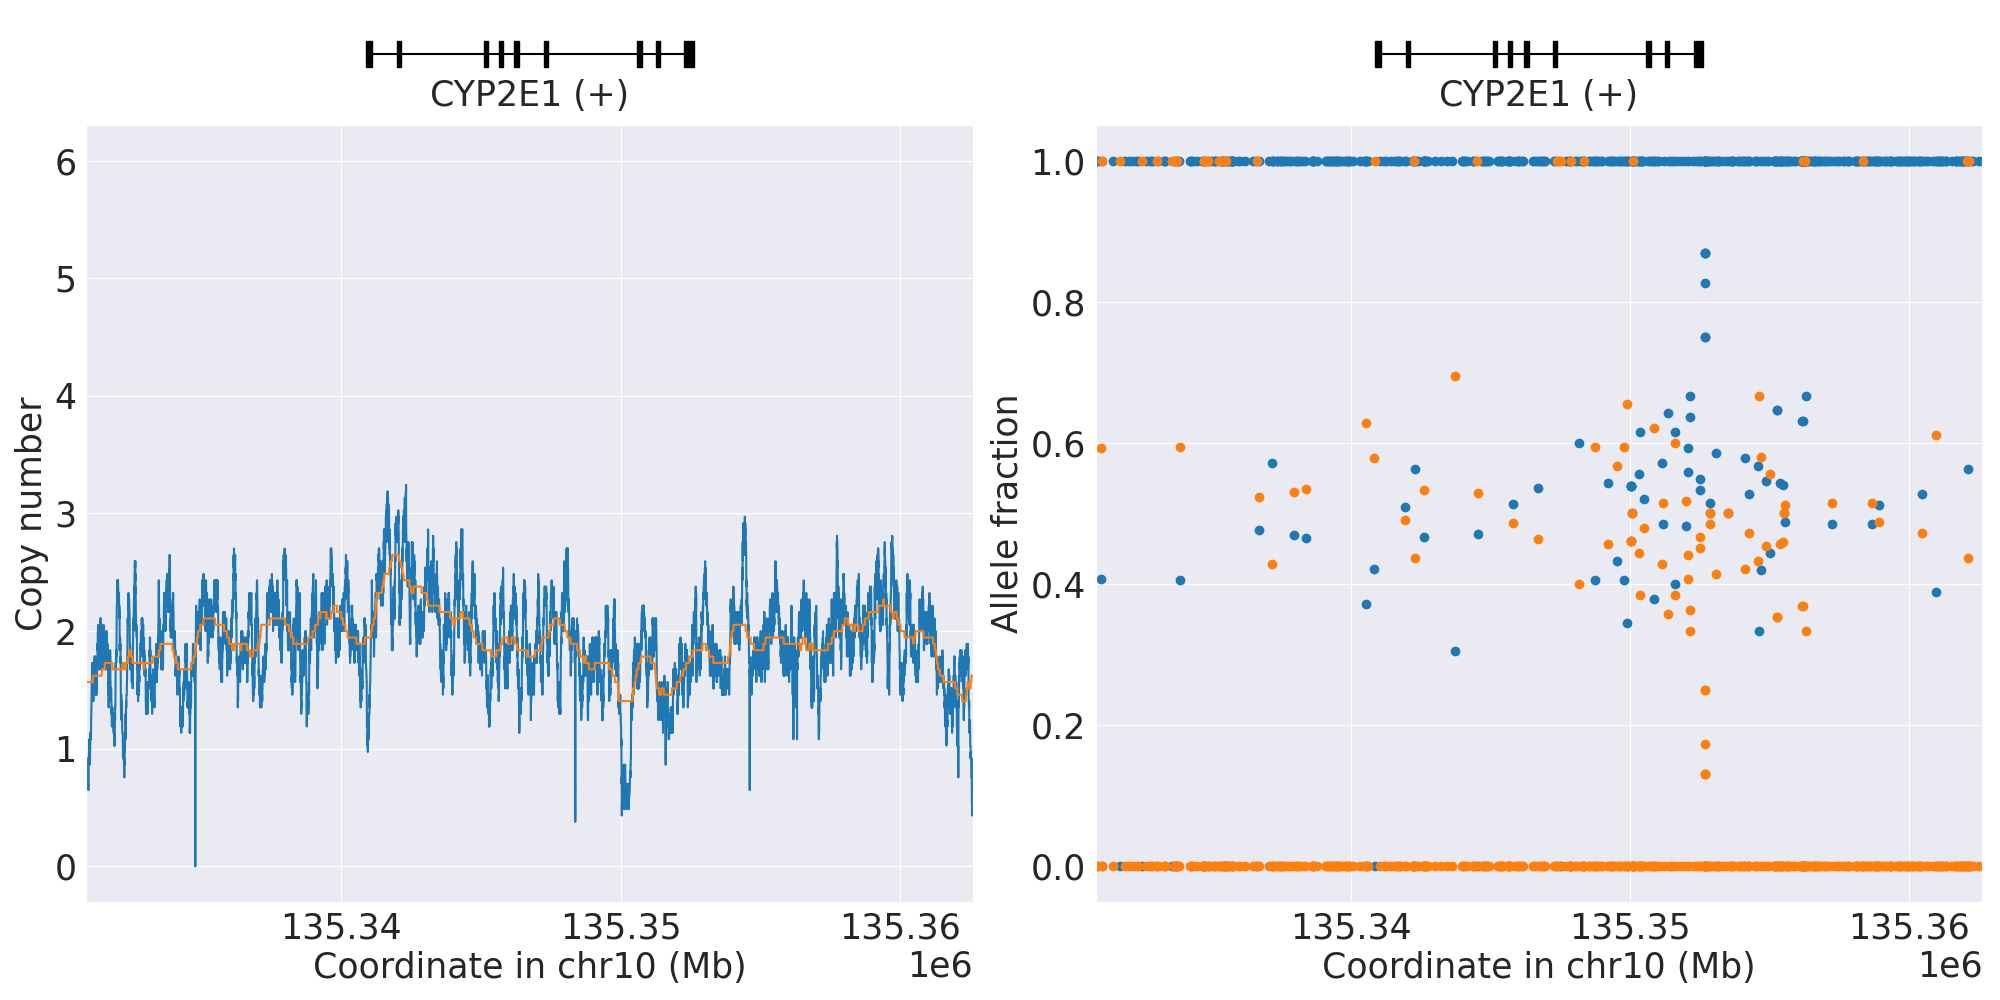 CYP2E1 (+)
6
5
4
3
2
1
0
Copy number
135.34 135.35 135.36
Coordinate in chr10 (Mb)
1e6
CYP2E1 (+)
1.0
0.8
0.6
0.4
0.2
0.0
Allele fraction
135.34 135.35 135.36
Coordinate in chr10 (Mb)
1e6